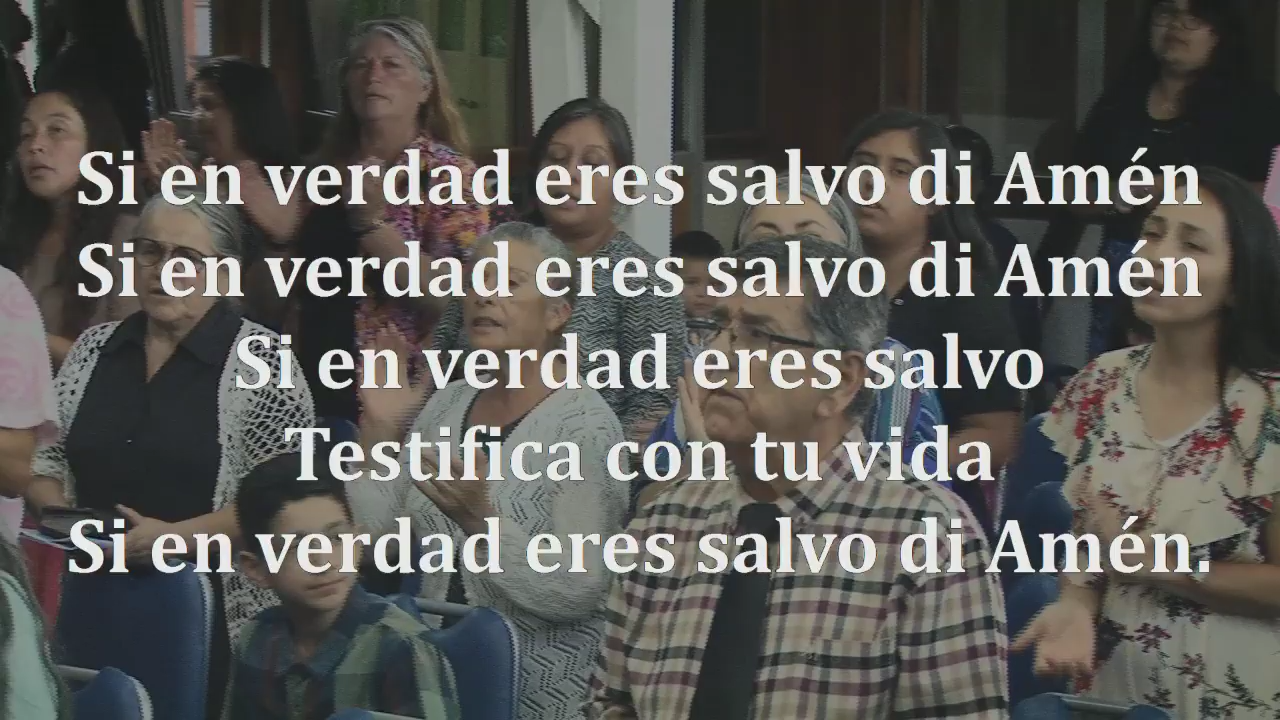 Si en verdad eres salvo di Amén
Si en verdad eres salvo di Amén
Si en verdad eres salvo
Testifica con tu vida
Si en verdad eres salvo di Amén.